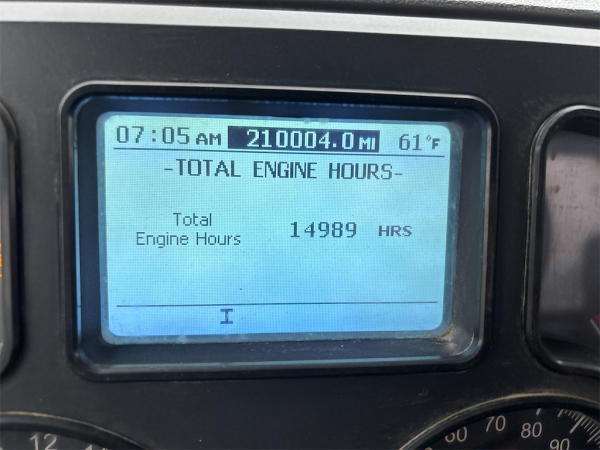 07:05 AM 210004.0 MI 61°F
-TOTAL ENGINE HOURS-
Total
Engine Hours 14989 HRS
I
12
60 70 80 90